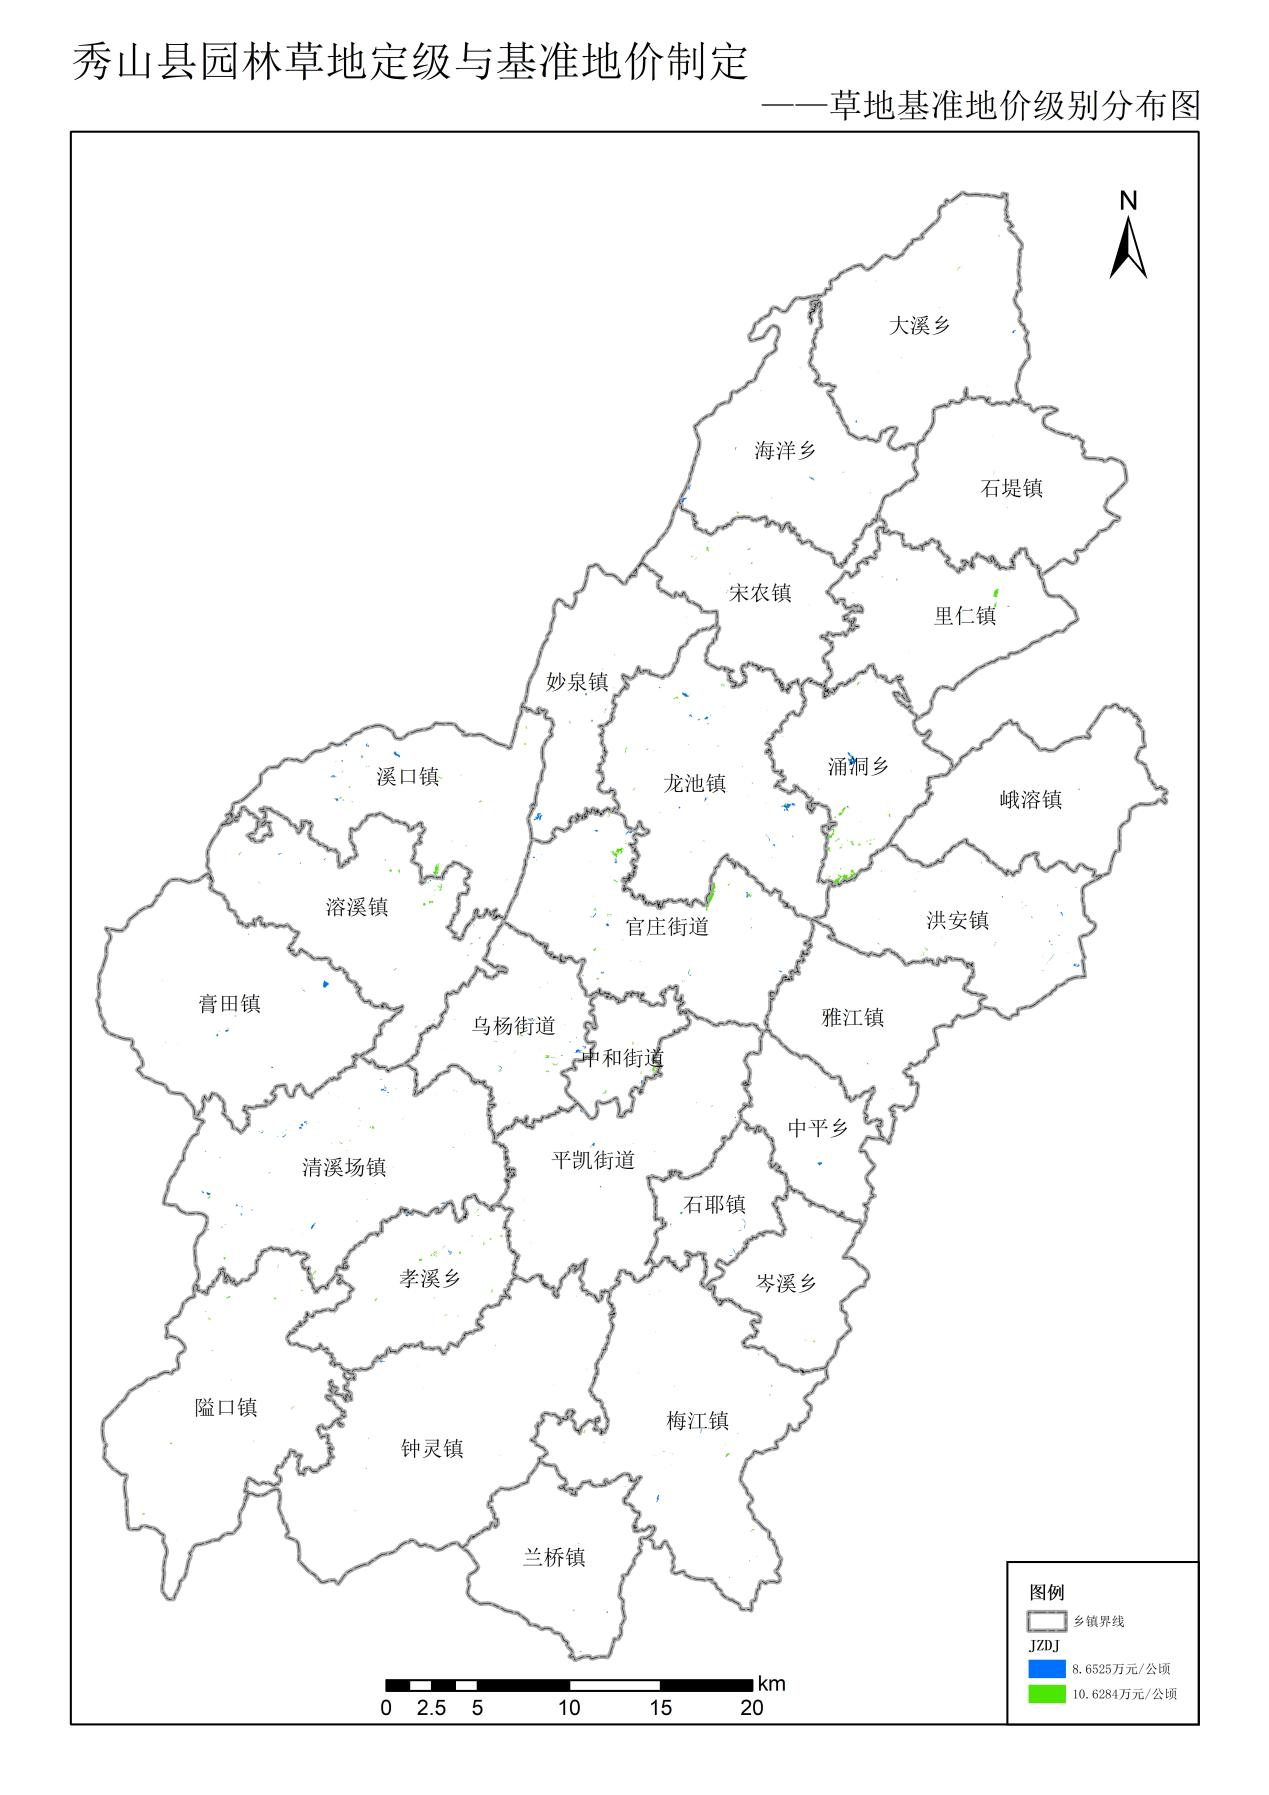 秀山县园林草地定级与基准地价制定
——草地基准地价级别分布图
N
大溪乡
海洋乡
石堤镇
宋农镇
里仁镇
妙泉镇
溪口镇
龙池镇
涌洞乡
峨溶镇
溶溪镇
官庄街道
洪安镇
膏田镇
乌杨街道
雅江镇
中和街道
中平乡
清溪场镇
平凯街道
石耶镇
孝溪乡
岑溪乡
隘口镇
钟灵镇
梅江镇
兰桥镇
图例
乡镇界线
JZDJ
8.6525万元/公顷
10.6284万元/公顷
km
0 2.5 5 10 15 20